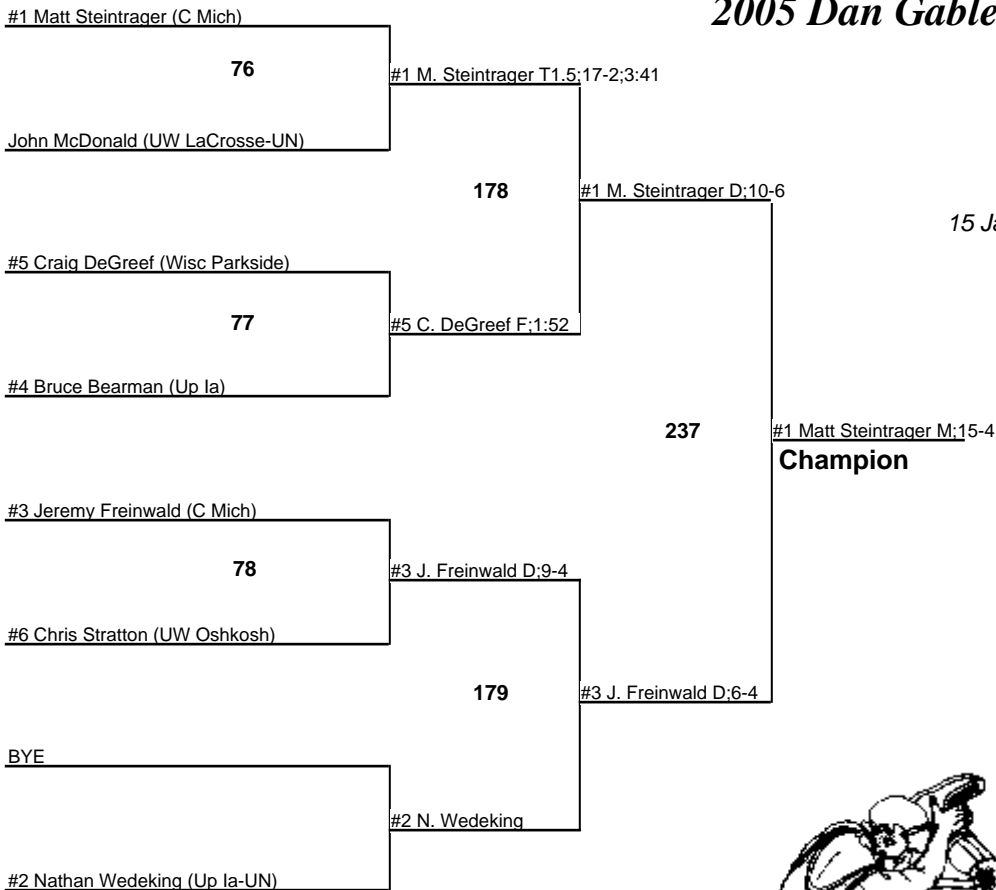 2005 Dan Gable
#1 Matt Steintrager (C Mich)
76
#1 M. Steintrager T1.5;17-2;3:41
John McDonald (UW LaCrosse-UN)
178
#1 M. Steintrager D;10-6
15 Ja
#5 Craig DeGreef (Wisc Parkside)
77
#5 C. DeGreef F;1:52
#4 Bruce Bearman (Up Ia)
237
#1 Matt Steintrager M;15-4
Champion
#3 Jeremy Freinwald (C Mich)
78
#3 J. Freinwald D;9-4
#6 Chris Stratton (UW Oshkosh)
179
#3 J. Freinwald D;6-4
BYE
#2 N. Wedeking
#2 Nathan Wedeking (Up Ia-UN)